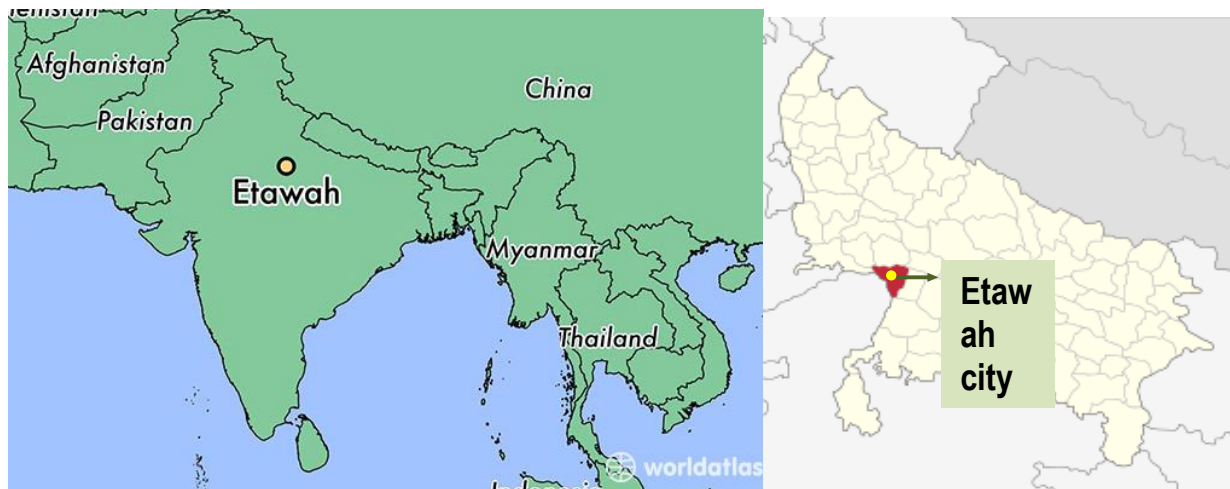 Afghanistan
China
Pakistan
Etawah
Myanmar
Thailand
worldatlas
Etaw
ah
city